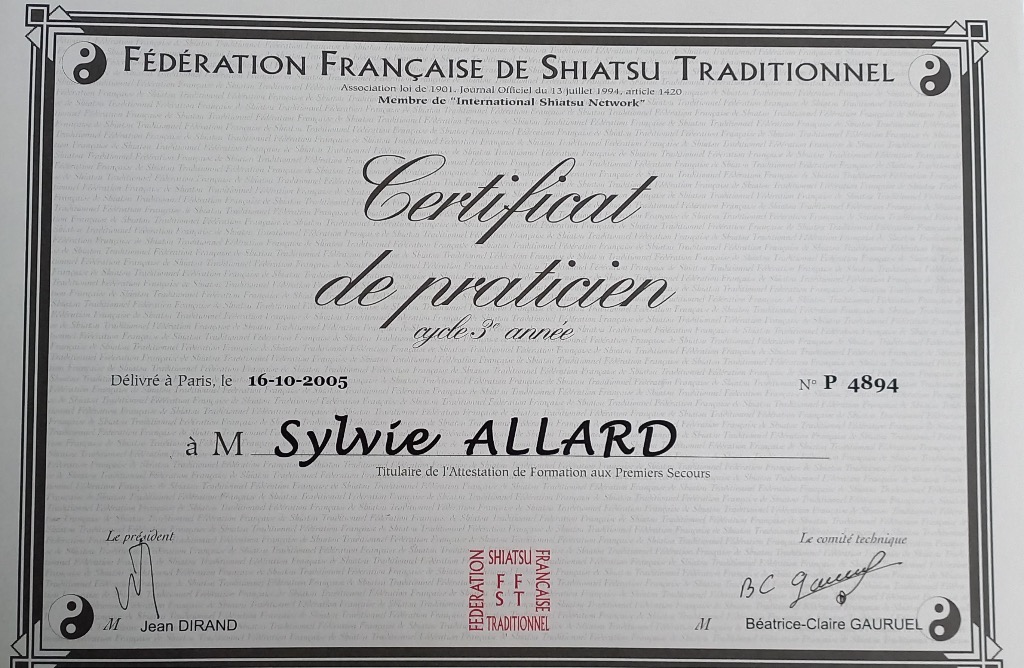 FÉDÉRATION FRANÇAISE DE SHIATSU TRADITIONNEL
Association loi de 1901. Journal Officiel du 13 juillet 1994, article 1420
Membre de "International Shiatsu Network"
Certificat
de praticien
cycle 3e année
Délivré à Paris, le 16-10-2005
N° P 4894
à M Sylvie ALLARD
Titulaire de l'Attestation de Formation aux Premiers Secours
Le président
Le comité technique
FÉDÉRATION
SHIATSU
FRANÇAISE
F F
S T
TRADITIONNEL
BC Gauruel
M Jean DIRAND
M Béatrice-Claire GAURUEL